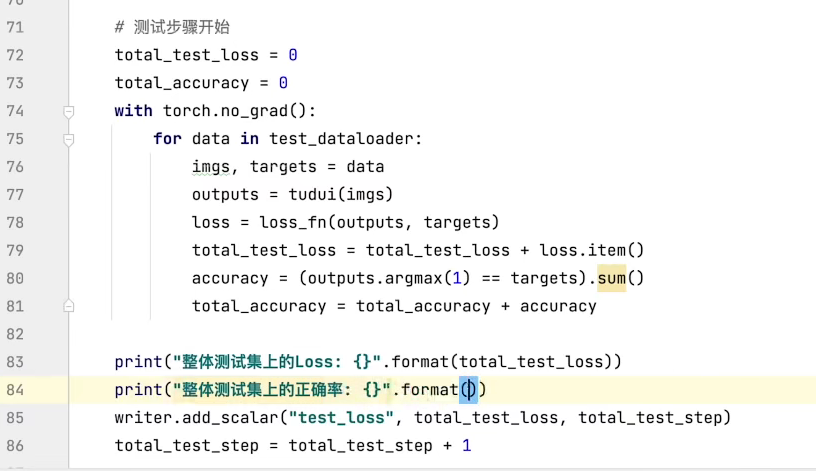 71 # 测试步骤开始
72 total_test_loss = 0
73 total_accuracy = 0
74 with torch.no_grad():
75 for data in test_dataloader:
76 imgs, targets = data
77 outputs = tudui(imgs)
78 loss = loss_fn(outputs, targets)
79 total_test_loss = total_test_loss + loss.item()
80 accuracy = (outputs.argmax(1) == targets).sum()
81 total_accuracy = total_accuracy + accuracy
82
83 print("整体测试集上的Loss: {}".format(total_test_loss))
84 print("整体测试集上的正确率: {}".format())
85 writer.add_scalar("test_loss", total_test_loss, total_test_step)
86 total_test_step = total_test_step + 1